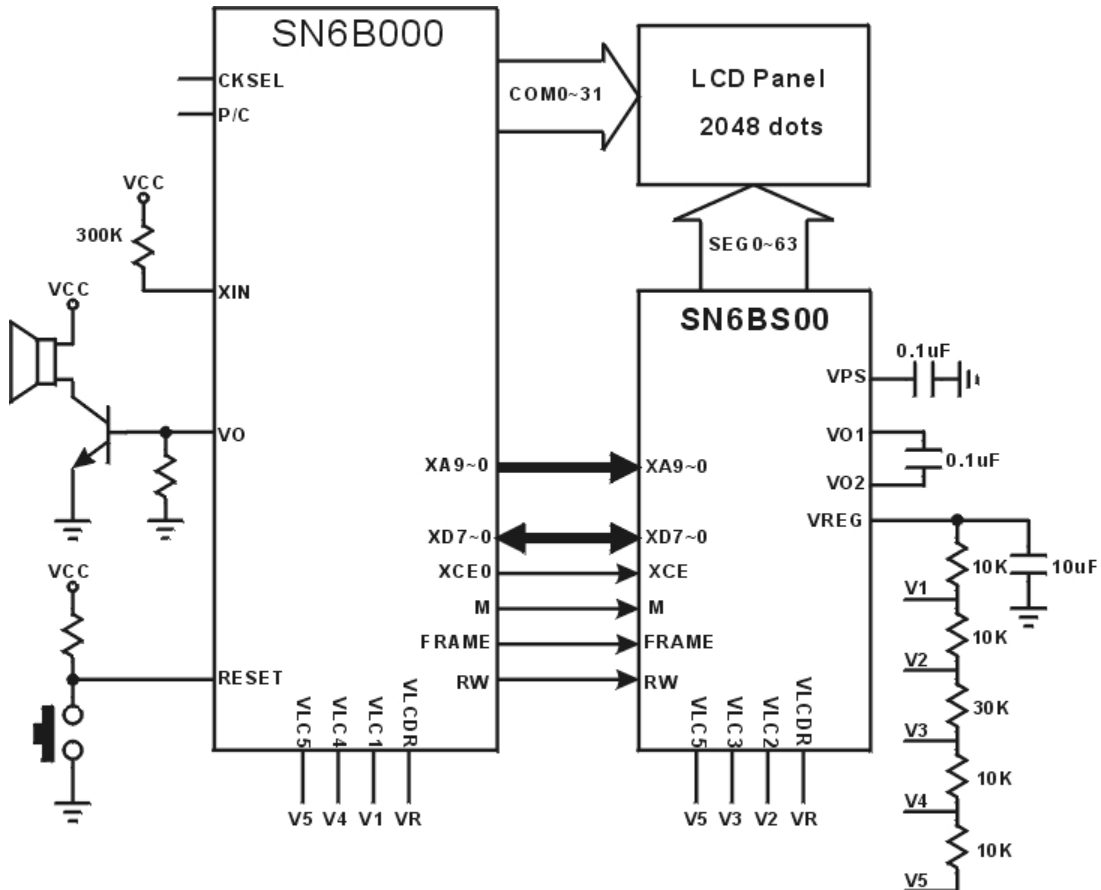 SN6B000
CKSEL
P/C
VCC
300K
XIN
VCC
VO
VCC
RESET
COM0~31
LCD Panel
2048 dots
SEG0~63
SN6BS00
VPS
0.1uF
VO1
VO2
0.1uF
VREG
XA9~0
XD7~0
XCE0
M
FRAME
RW
XA9~0
XD7~0
XCE
M
FRAME
RW
VLC5
VLC4
VLC1
VLCDR
V5
V4
V1
VR
VLC5
VLC3
VLC2
VLCDR
V5
V3
V2
VR
10K
10uF
V1
10K
V2
30K
V3
10K
V4
10K
V5